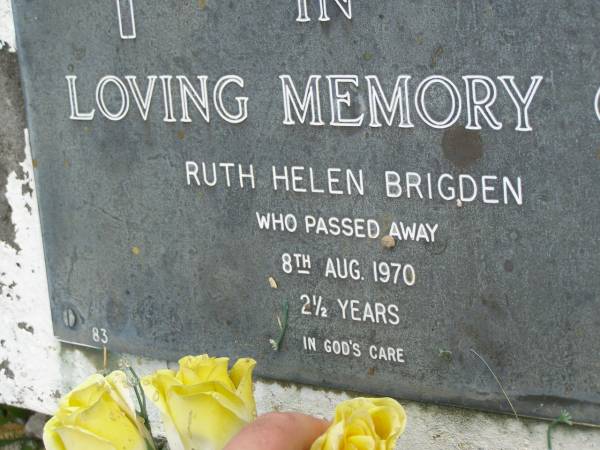 IN
LOVING MEMORY
RUTH HELEN BRIGDEN
WHO PASSED AWAY
8TH AUG. 1970
2½ YEARS
IN GOD'S CARE
83